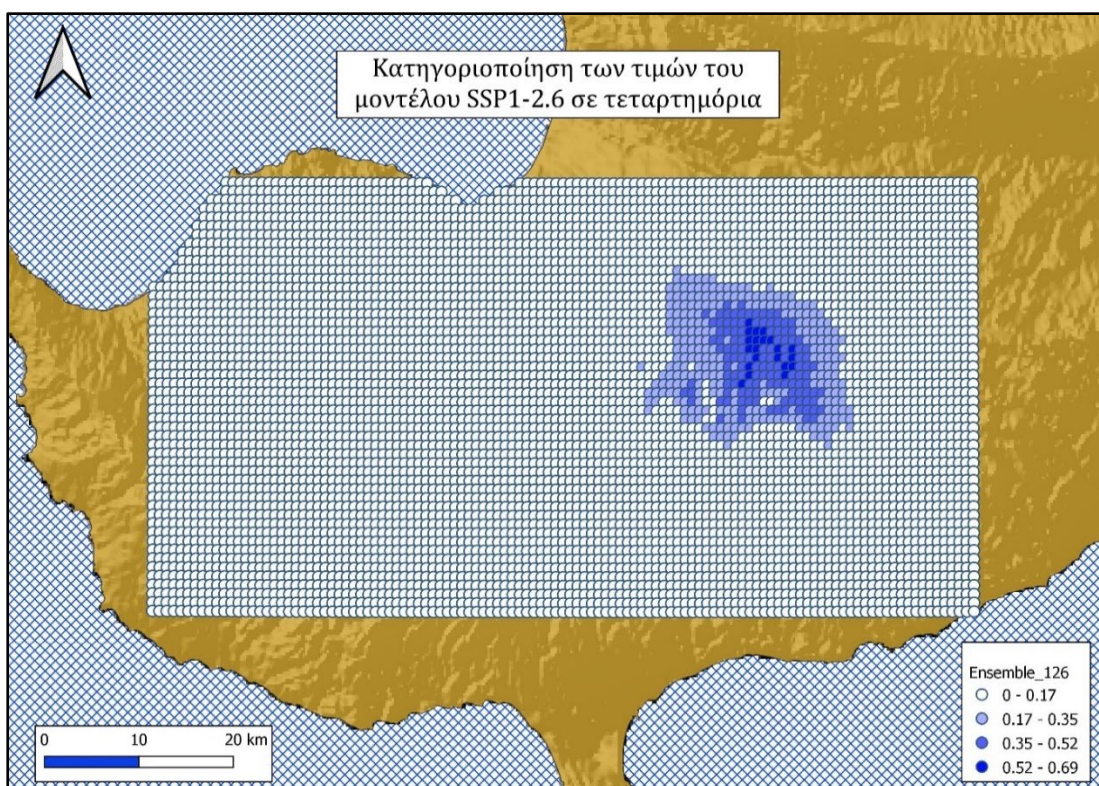 Κατηγοριοποίηση των τιμών του
μοντέλου SSP1-2.6 σε τεταρτημόρια
Ensemble_126
0 - 0.17
0.17 - 0.35
0.35 - 0.52
0.52 - 0.69
0 10 20 km